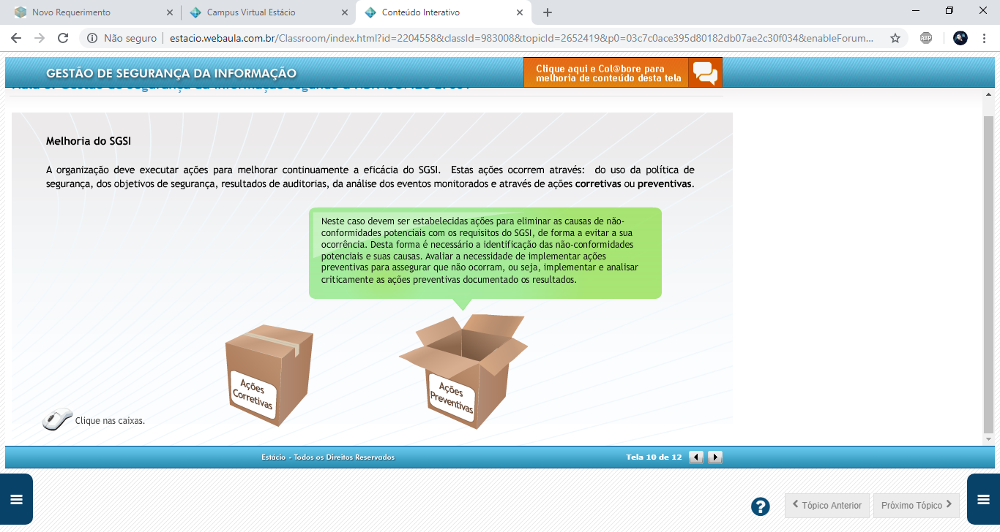 Novo Requerimento
Campus Virtual Estácio
Conteúdo Interativo
Não seguro
estacio.webaula.com.br/Classroom/index.html?id=2204558&classId=983008&topicId=2652419&p0=03c7c0ace395d80182db07ae2c30f034&enableForum...
ABP
GESTÃO DE SEGURANÇA DA INFORMAÇÃO
Clique aqui e Col@bore para
melhoria de conteúdo desta tela
Melhoria do SGSI
A organização deve executar ações para melhorar continuamente a eficácia do SGSI. Estas ações ocorrem através: do uso da política de
segurança, dos objetivos de segurança, resultados de auditorias, da análise dos eventos monitorados e através de ações corretivas ou preventivas.
Neste caso devem ser estabelecidas ações para eliminar as causas de não-
conformidades potenciais com os requisitos do SGSI, de forma a evitar a sua
ocorrência. Desta forma é necessário a identificação das não-conformidades
potenciais e suas causas. Avaliar a necessidade de implementar ações
preventivas para assegurar que não ocorram, ou seja, implementar e analisar
criticamente as ações preventivas documentado os resultados.
Ações
Corretivas
Ações
Preventivas
Clique nas caixas.
Estácio - Todos os Direitos Reservados
Tela 10 de 12
?
Tópico Anterior
Próximo Tópico